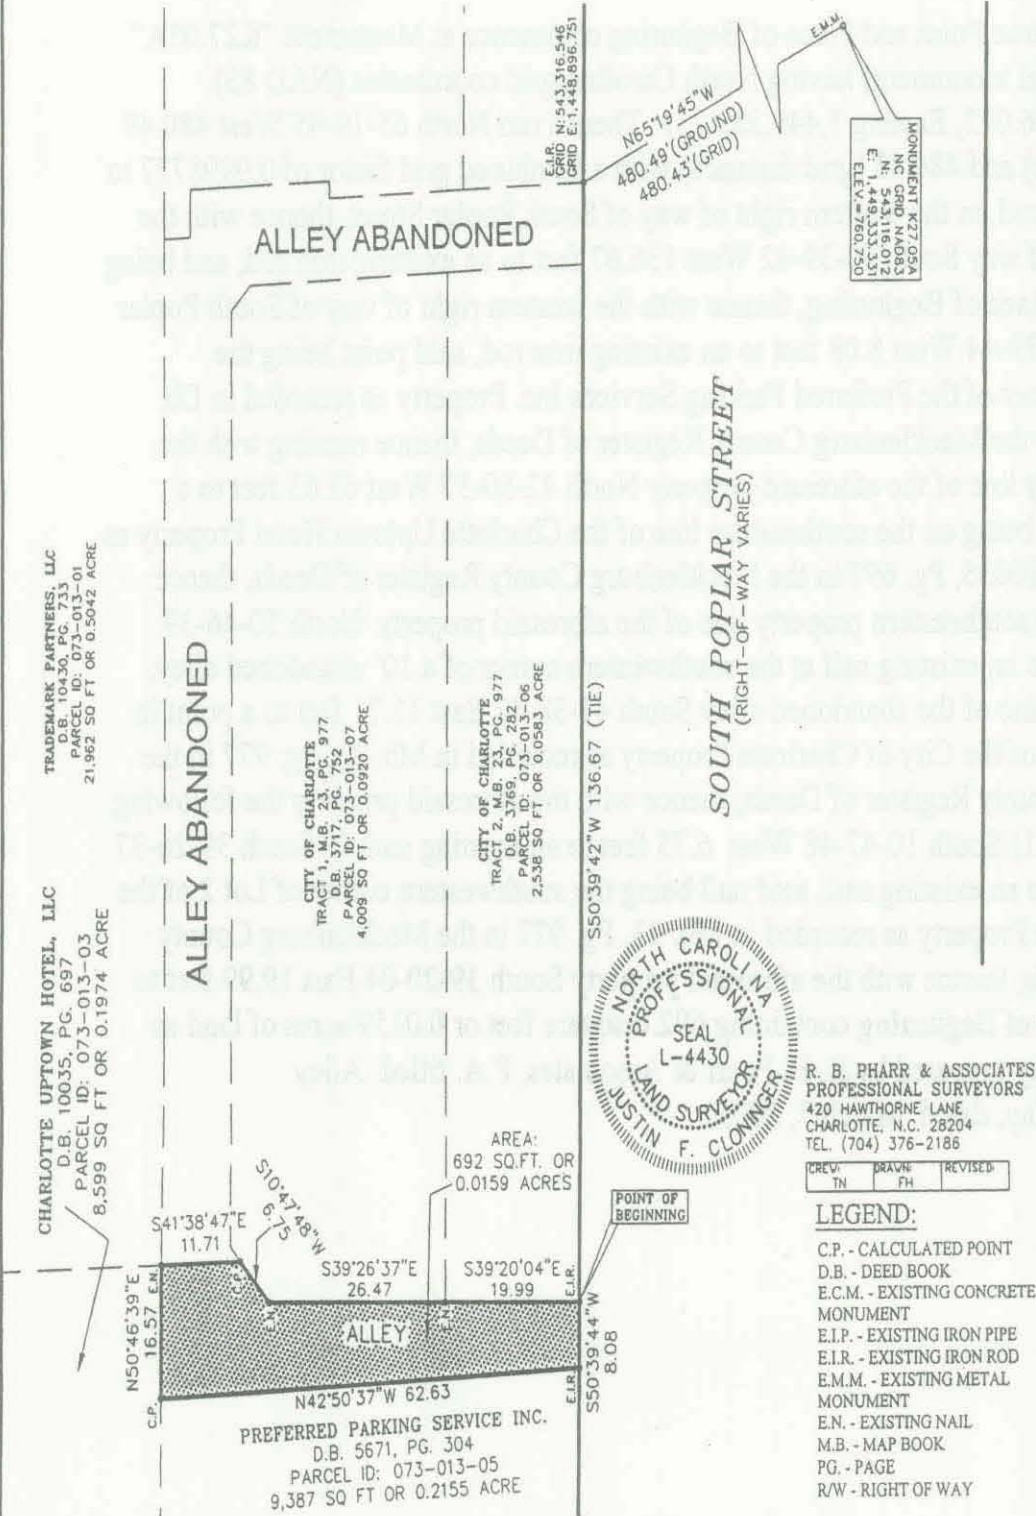 E.I.R.
GRID N:543,316.546
GRID E:1,448,896.751
N65°19'45"W
480.49'(GROUND)
480.43'(GRID)
E.M.M.
MONUMENT K27.05A
NC GRID NAD83
N: 543,116.012
E: 1,449,333.331
ELEV.=760.750
ALLEY ABANDONED
SOUTH POPLAR STREET
(RIGHT-OF-WAY VARIES)
TRADEMARK PARTNERS, LLC
D.B. 10430, PG. 733
PARCEL ID: 073-013-01
21,962 SQ FT OR 0.5042 ACRE
ALLEY ABANDONED
CITY OF CHARLOTTE
TRACT 1, M.B. 23, PG. 977
D.B. 3717, PG. 752
PARCEL ID: 073-013-07
4,009 SQ FT OR 0.0920 ACRE
CITY OF CHARLOTTE
TRACT 2, M.B. 23, PG. 977
D.B. 3769, PG. 282
PARCEL ID: 073-013-06
2,538 SQ FT OR 0.0583 ACRE
S50°39'42"W 136.67 (TIE)
CHARLOTTE UPTOWN HOTEL, LLC
D.B. 10035, PG. 697
PARCEL ID: 073-013-03
8,599 SQ FT OR 0.1974 ACRE
NORTH CAROLINA
PROFESSIONAL
SEAL
L-4430
LAND SURVEYOR
JUSTIN F. CLONINGER
R. B. PHARR & ASSOCIATES
PROFESSIONAL SURVEYORS
420 HAWTHORNE LANE
CHARLOTTE, N.C. 28204
TEL. (704) 376-2186
CREW: DRAWN: REVISED:
TN FH
AREA:
692 SQ.FT. OR
0.0159 ACRES
POINT OF
BEGINNING
S41°38'47"E
11.71
S10°47'48"W
6.75
S39°26'37"E
26.47
S39°20'04"E
19.99
E.I.R.
N50°46'39"E
16.57
E.N.
C.P.
E.N.
E.N.
ALLEY
S50°39'44"W
8.08
E.I.R.
C.P.
N42°50'37"W 62.63
PREFERRED PARKING SERVICE INC.
D.B. 5671, PG. 304
PARCEL ID: 073-013-05
9,387 SQ FT OR 0.2155 ACRE
LEGEND:
C.P. - CALCULATED POINT
D.B. - DEED BOOK
E.C.M. - EXISTING CONCRETE
MONUMENT
E.I.P. - EXISTING IRON PIPE
E.I.R. - EXISTING IRON ROD
E.M.M. - EXISTING METAL
MONUMENT
E.N. - EXISTING NAIL
M.B. - MAP BOOK
PG. - PAGE
R/W - RIGHT OF WAY